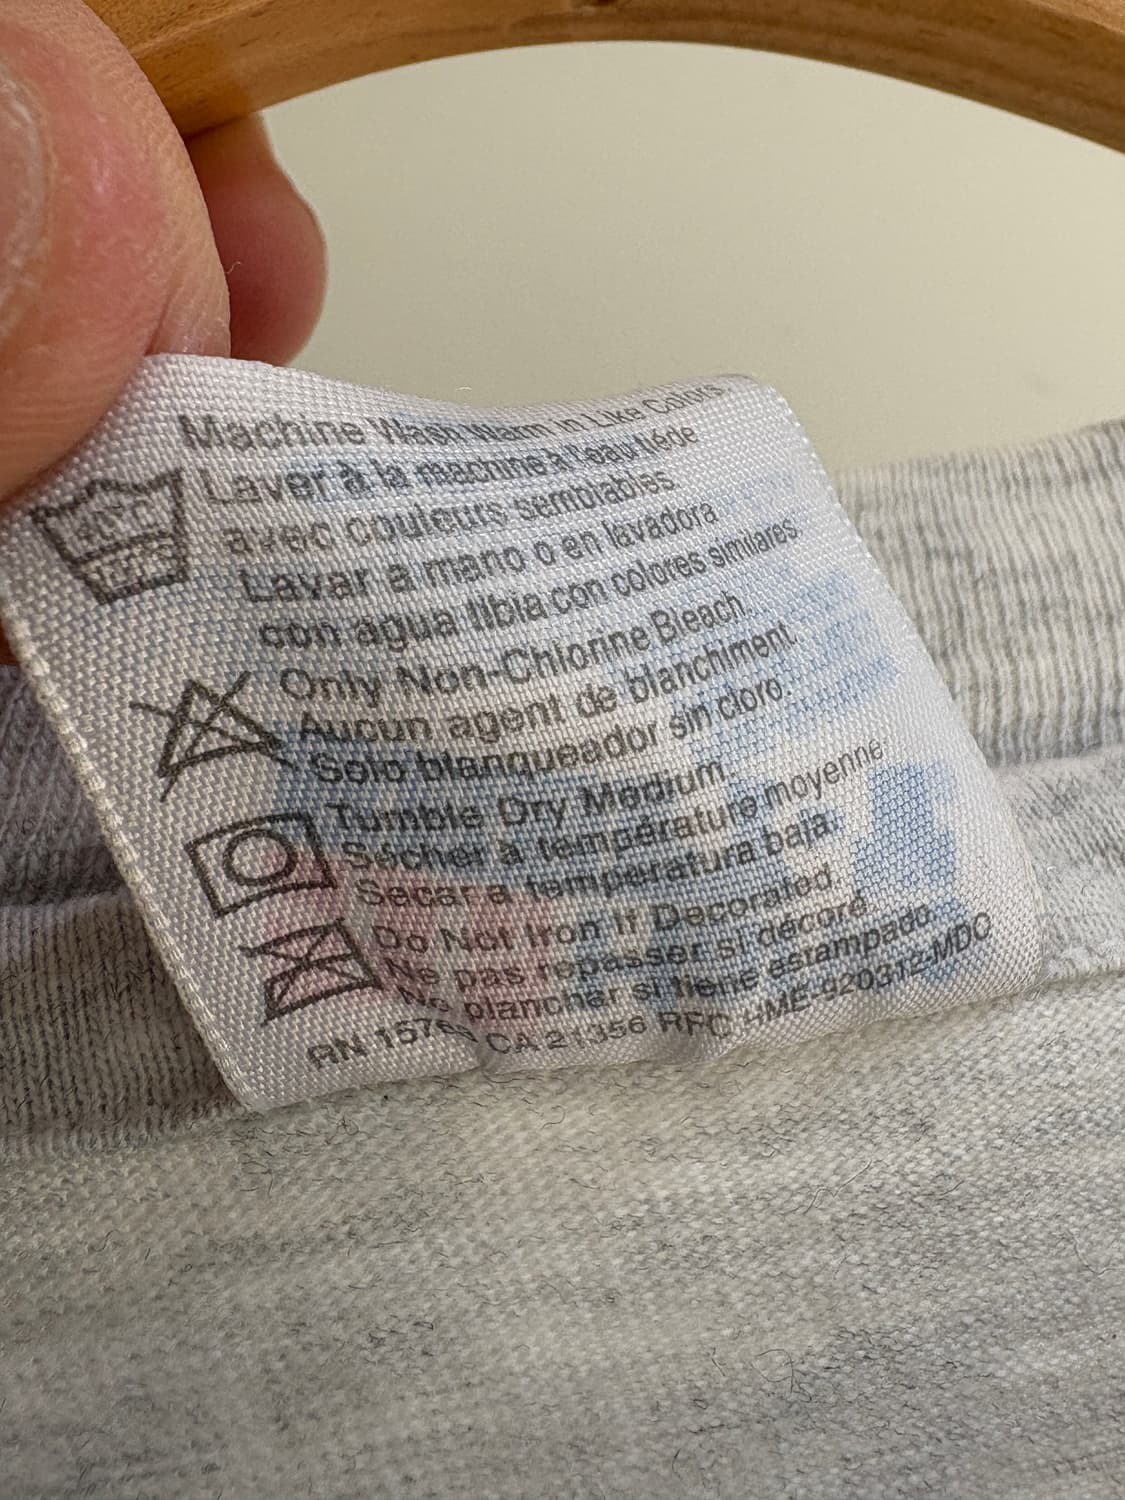 Machine Wash Warm in Like Colors
Laver à la machine à l'eau tiède
avec couleurs semblables
Lavar a mano o en lavadora
con agua tibia con colores similares
Only Non-Chlorine Bleach.
Aucun agent de blanchiment.
Solo blanqueador sin cloro.
Tumble Dry Medium.
Sécher à température moyenne.
Secar a temperatura baja.
Do Not Iron If Decorated.
Ne pas repasser si décoré.
No planchar si tiene estampado.
RN CA 21356 RFC HME-920312-MDC